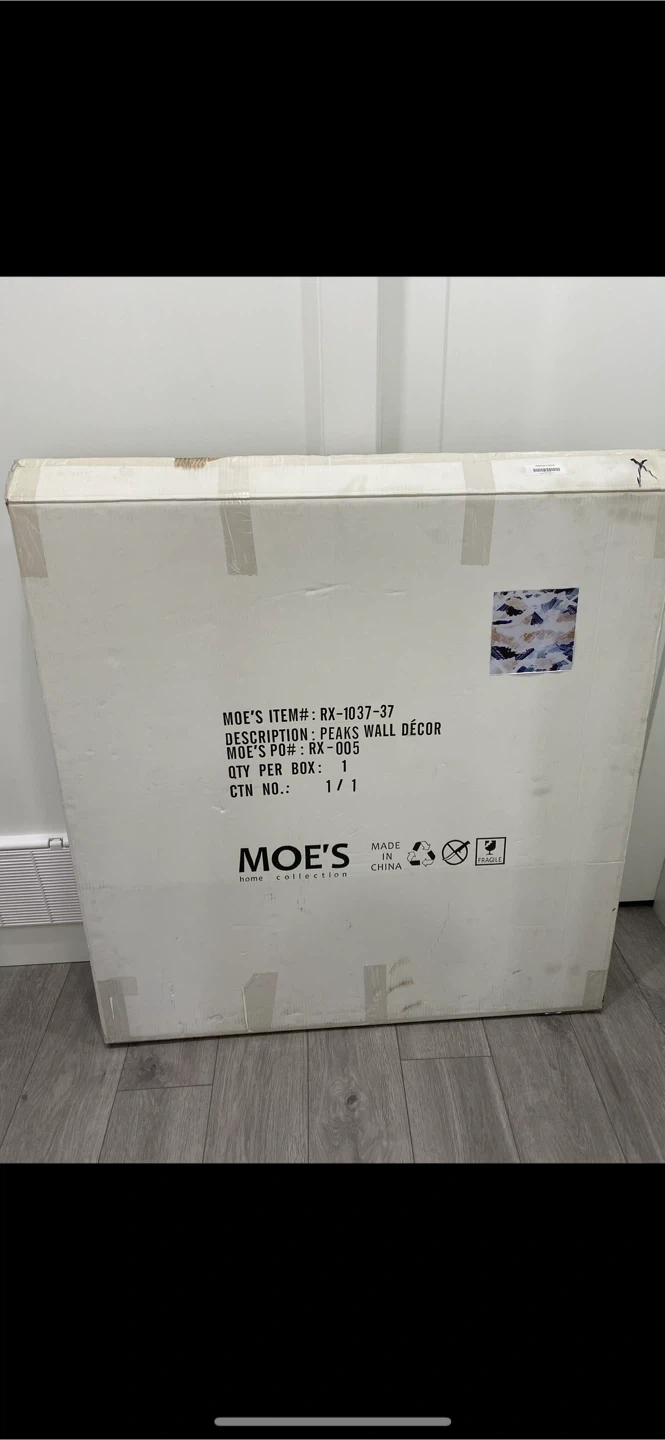 MOE'S ITEM#: RX-1037-37
DESCRIPTION: PEAKS WALL DÉCOR
MOE'S PO#: RX-005
QTY PER BOX: 1
CTN NO.: 1/1
MOE'S
home collection
MADE
IN
CHINA
FRAGILE